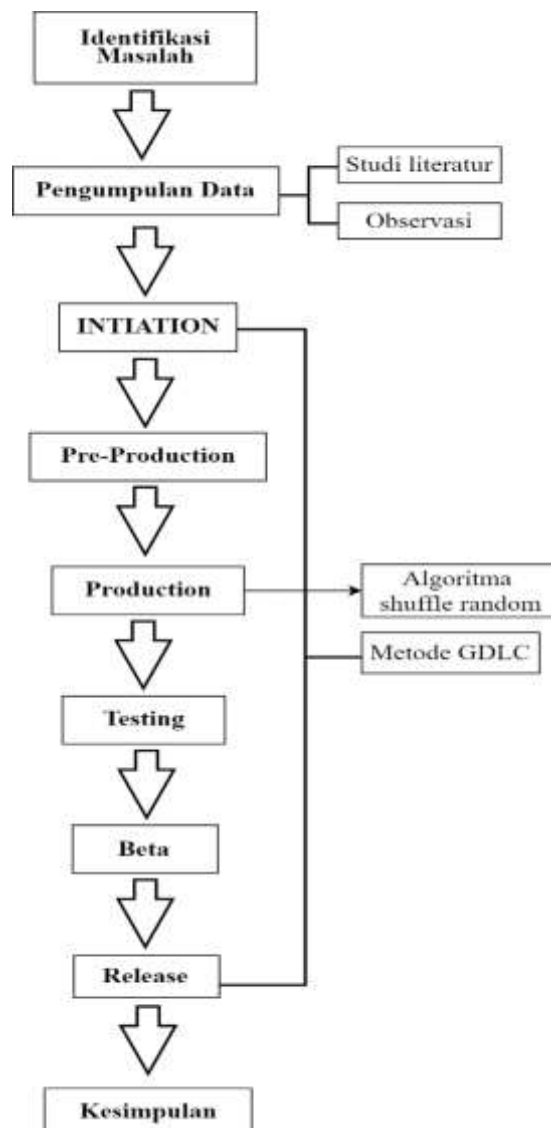 Identifikasi
Masalah
Pengumpulan Data
Studi literatur
Observasi
INTIATION
Pre-Production
Production
Algoritma
shuffle random
Metode GDLC
Testing
Beta
Release
Kesimpulan